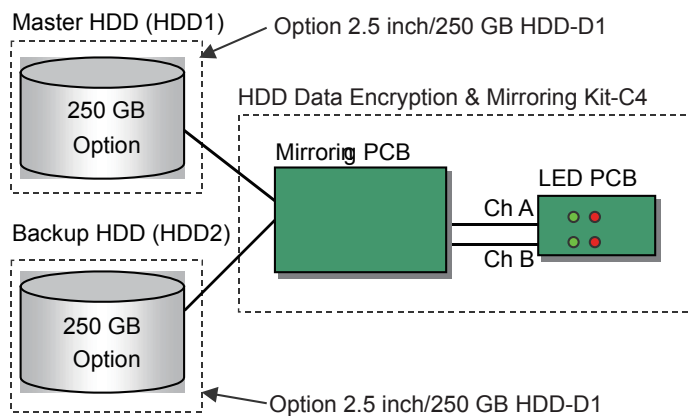 Master HDD (HDD1)
Option 2.5 inch/250 GB HDD-D1
250 GB
Option
HDD Data Encryption & Mirroring Kit-C4
Mirroring PCB
LED PCB
Ch A
Ch B
Backup HDD (HDD2)
250 GB
Option
Option 2.5 inch/250 GB HDD-D1